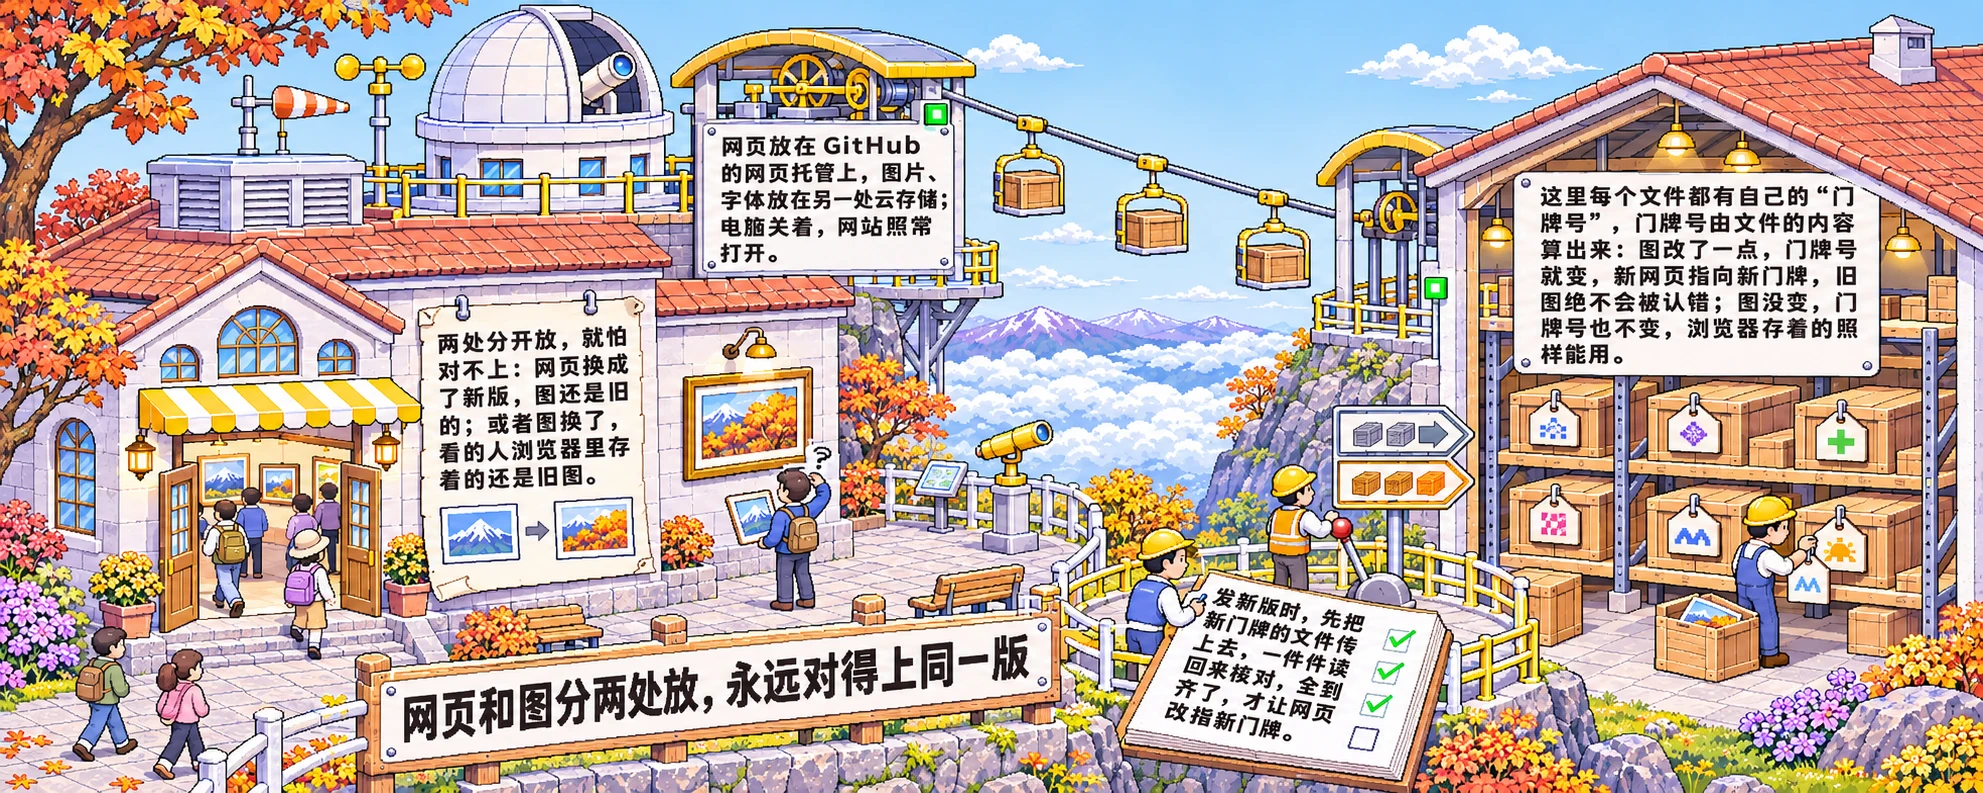 网页放在 GitHub
的网页托管上，图片、
字体放在另一处云存储；
电脑关着，网站照常
打开。
这里每个文件都有自己的“门
牌号”，门牌号由文件的内容
算出来：图改了一点，门牌号
就变，新网页指向新门牌，旧
图绝不会被认错；图没变，门
牌号也不变，浏览器存着的照
样能用。
两处分开放，就怕
对不上：网页换成
了新版，图还是旧
的；或者图换了，
看的人浏览器里存
着的还是旧图。
?
发新版时，先把
新门牌的文件传
上去，一件件读
回来核对，全到
齐了，才让网页
改指新门牌。
网页和图分两处放，永远对得上同一版